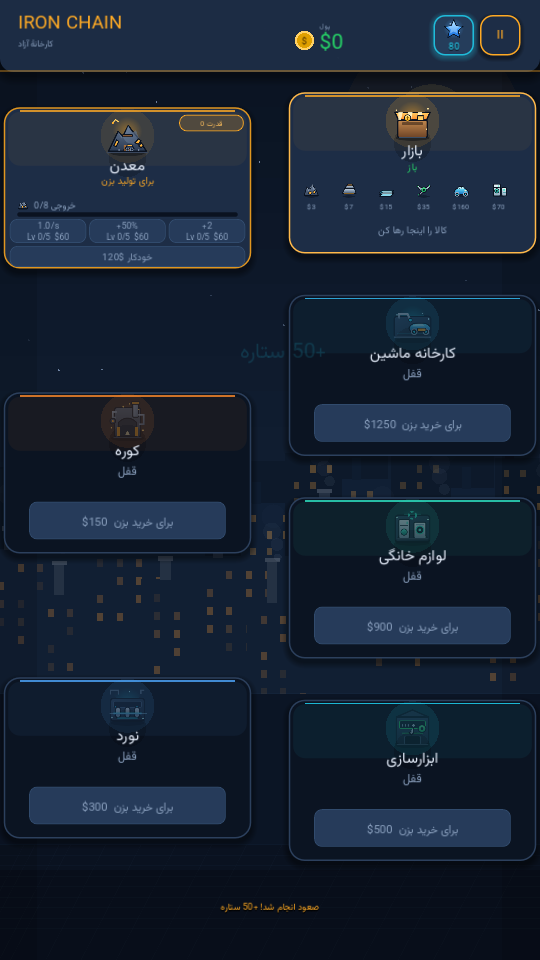 IRON CHAIN
کارخانهٔ آزاد
پول
$0
80
II
قدرت 0
معدن
برای تولید بزن
خروجی 0/8
1.0/s
Lv 0/5 $60
+50%
Lv 0/5 $60
+2
Lv 0/5 $60
خودکار $120
بازار
باز
$3
$7
$15
$35
$160
$70
کالا را اینجا رها کن
+50 ستاره
کارخانه ماشین
قفل
برای خرید بزن $1250
کوره
قفل
برای خرید بزن $150
لوازم خانگی
قفل
برای خرید بزن $900
نورد
قفل
برای خرید بزن $300
ابزارسازی
قفل
برای خرید بزن $500
صعود انجام شد! +50 ستاره